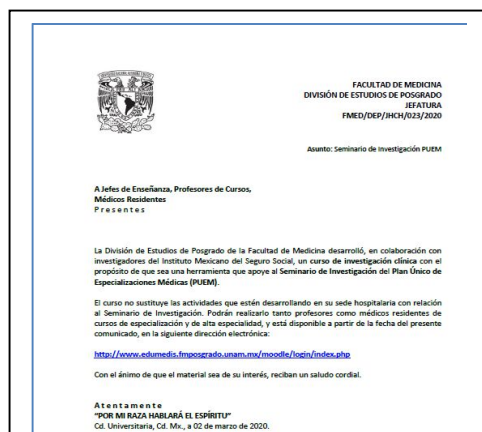 FACULTAD DE MEDICINA
DIVISIÓN DE ESTUDIOS DE POSGRADO
JEFATURA
FMED/DEP/JHCH/023/2020
Asunto: Seminario de Investigación PUEM
A Jefes de Enseñanza, Profesores de Cursos,
Médicos Residentes
P r e s e n t e s
La División de Estudios de Posgrado de la Facultad de Medicina desarrolló, en colaboración con
investigadores del Instituto Mexicano del Seguro Social, un curso de investigación clínica con el
propósito de que sea una herramienta que apoye al Seminario de Investigación del Plan Único de
Especializaciones Médicas (PUEM).
El curso no sustituye las actividades que estén desarrollando en su sede hospitalaria con relación
al Seminario de Investigación. Podrán realizarlo tanto profesores como médicos residentes de
cursos de especialización y de alta especialidad, y está disponible a partir de la fecha del presente
comunicado, en la siguiente dirección electrónica:
http://www.edumedis.fmposgrado.unam.mx/moodle/login/index.php
Con el ánimo de que el material sea de su interés, reciban un saludo cordial.
A t e n t a m e n t e
"POR MI RAZA HABLARÁ EL ESPÍRITU"
Cd. Universitaria, Cd. Mx., a 02 de marzo de 2020.